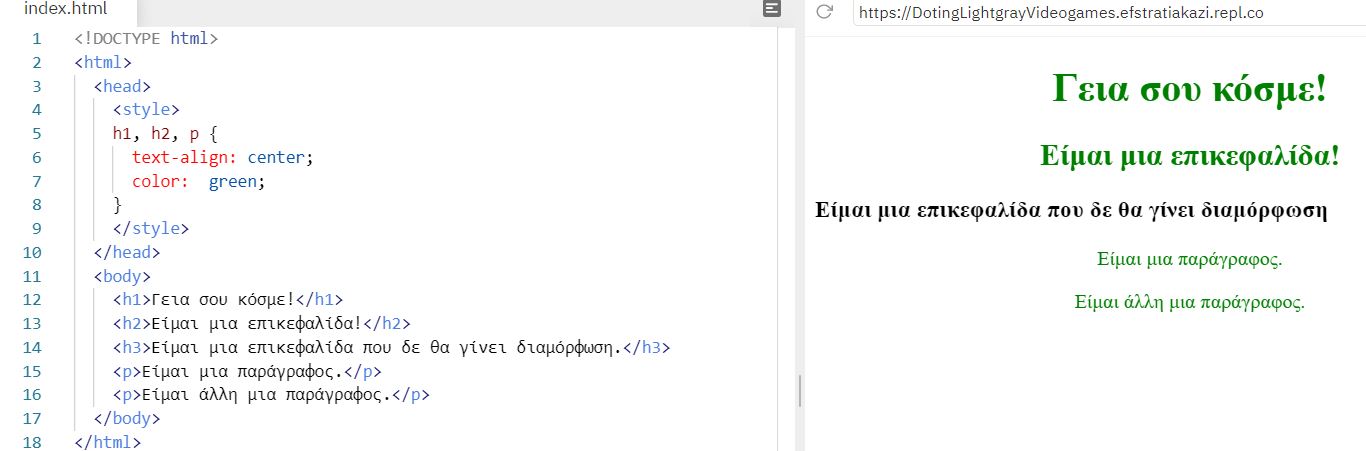 index.html
1 <!DOCTYPE html>
2 <html>
3 <head>
4 <style>
5 h1, h2, p {
6 text-align: center;
7 color:  green;
8 }
9 </style>
10 </head>
11 <body>
12 <h1>Γεια σου κόσμε!</h1>
13 <h2>Είμαι μια επικεφαλίδα!</h2>
14 <h3>Είμαι μια επικεφαλίδα που δε θα γίνει διαμόρφωση.</h3>
15 <p>Είμαι μια παράγραφος.</p>
16 <p>Είμαι άλλη μια παράγραφος.</p>
17 </body>
18 </html>
https://DotingLightgrayVideogames.efstratiakazi.repl.co
Γεια σου κόσμε!
Είμαι μια επικεφαλίδα!
Είμαι μια επικεφαλίδα που δε θα γίνει διαμόρφωση
Είμαι μια παράγραφος.
Είμαι άλλη μια παράγραφος.